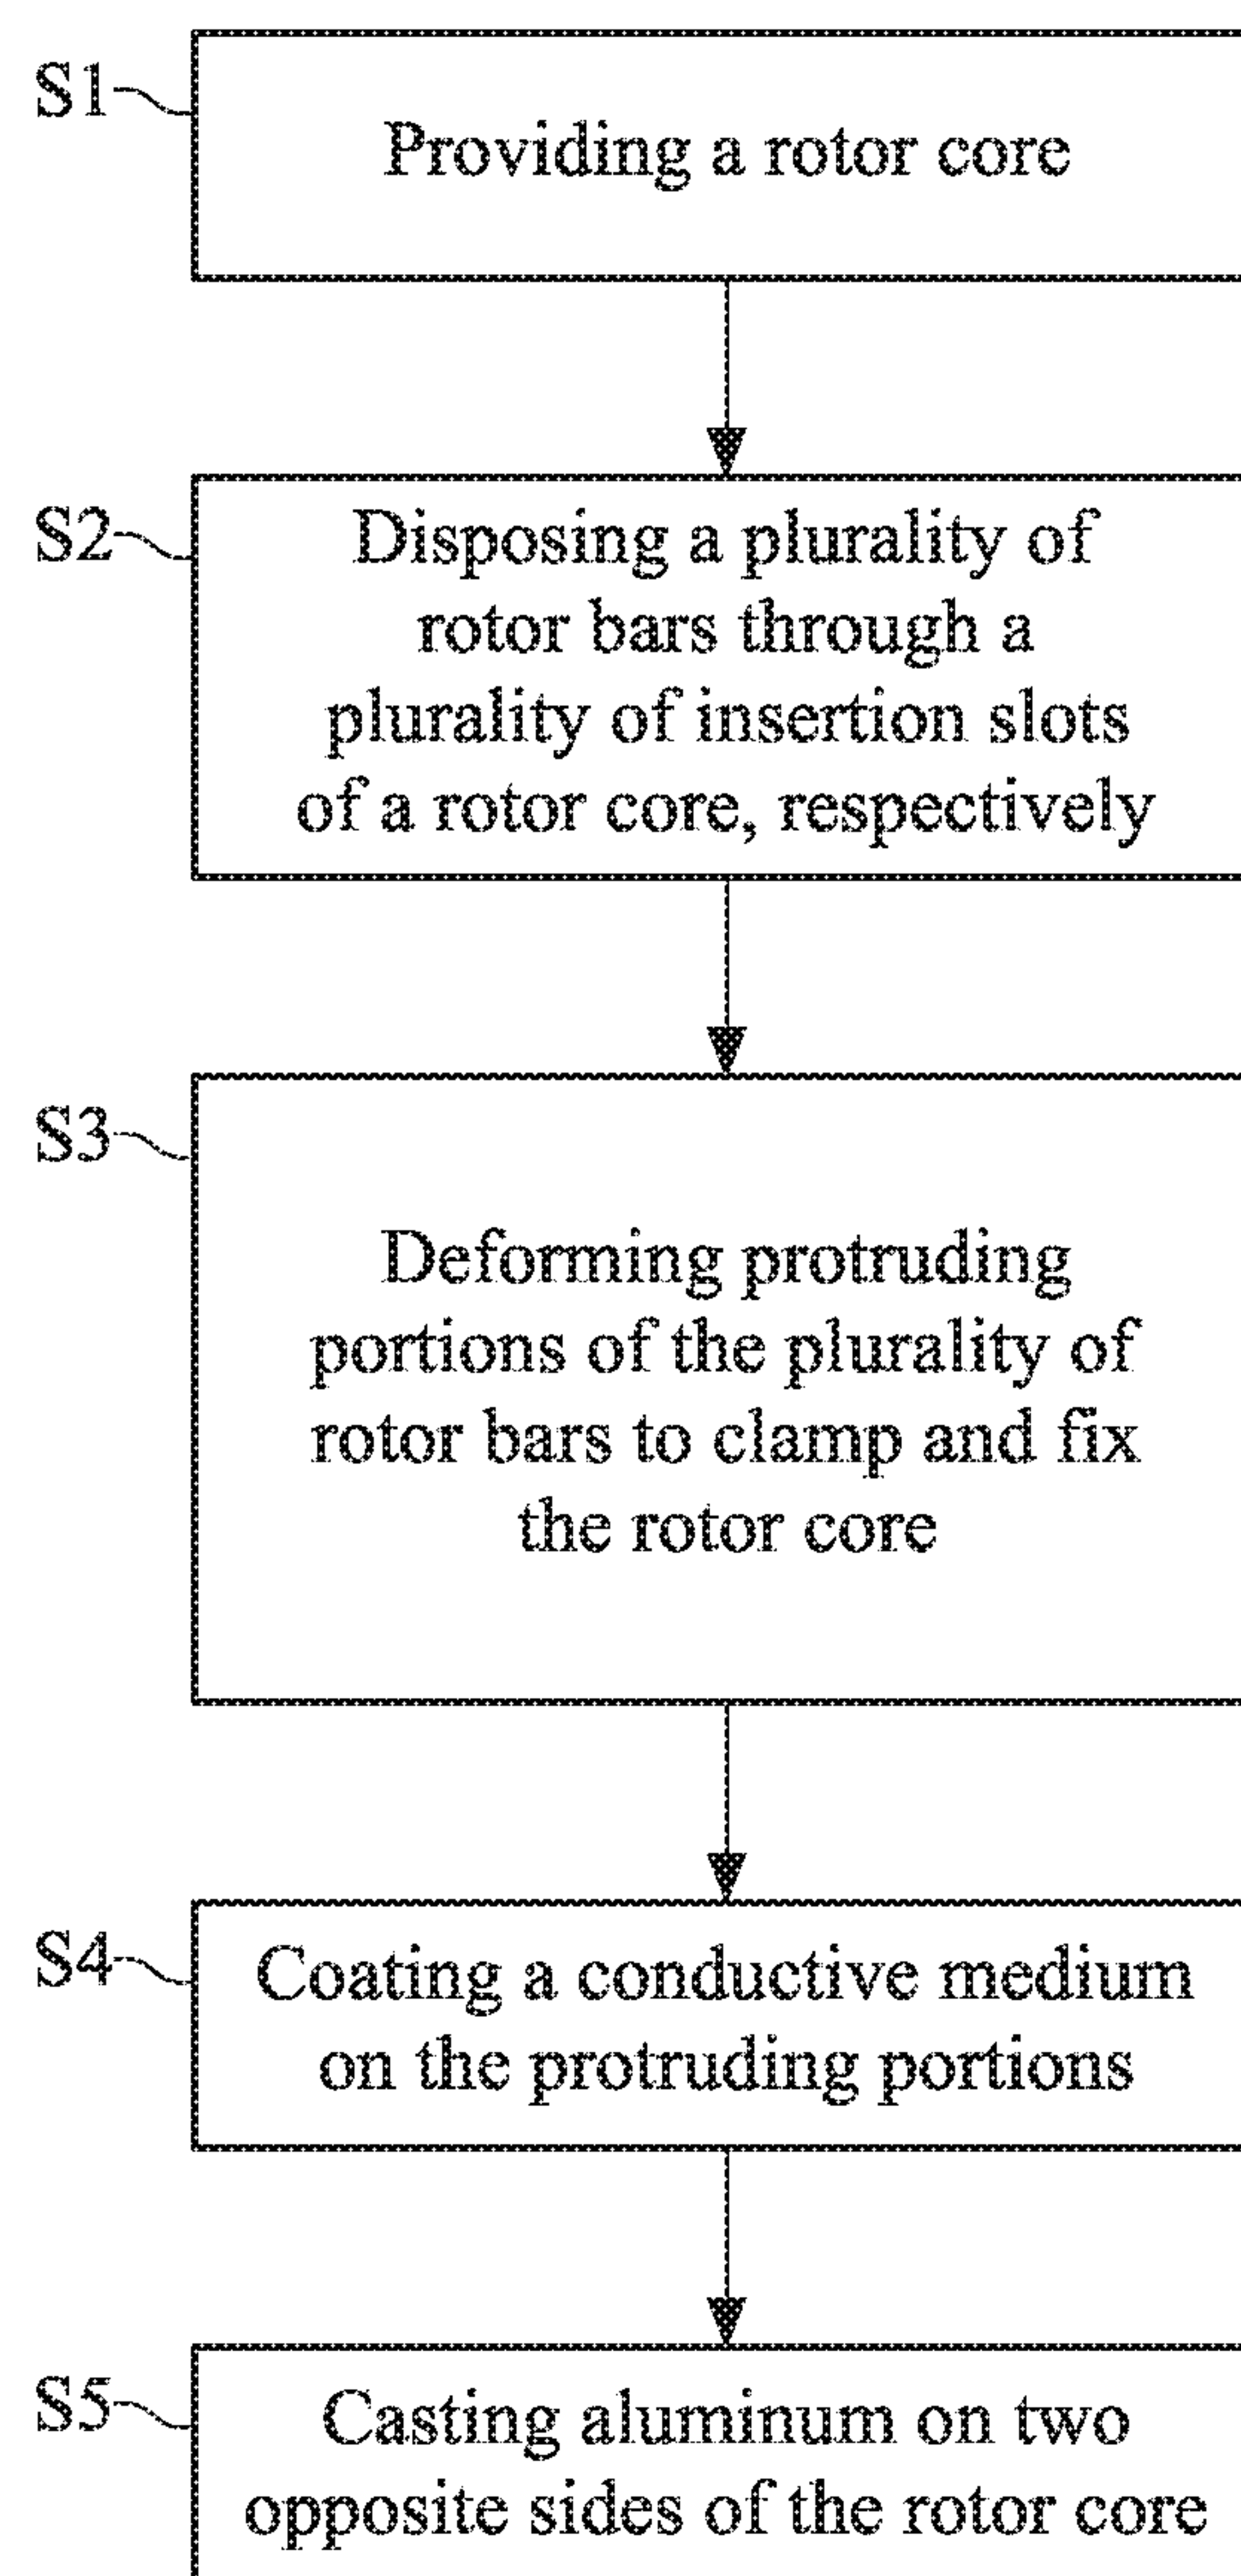 S1
Providing a rotor core
S2
Disposing a plurality of
rotor bars through a
plurality of insertion slots
of a rotor core, respectively
S3
Deforming protruding
portions of the plurality of
rotor bars to clamp and fix
the rotor core
S4
Coating a conductive medium
on the protruding portions
S5
Casting aluminum on two
opposite sides of the rotor core